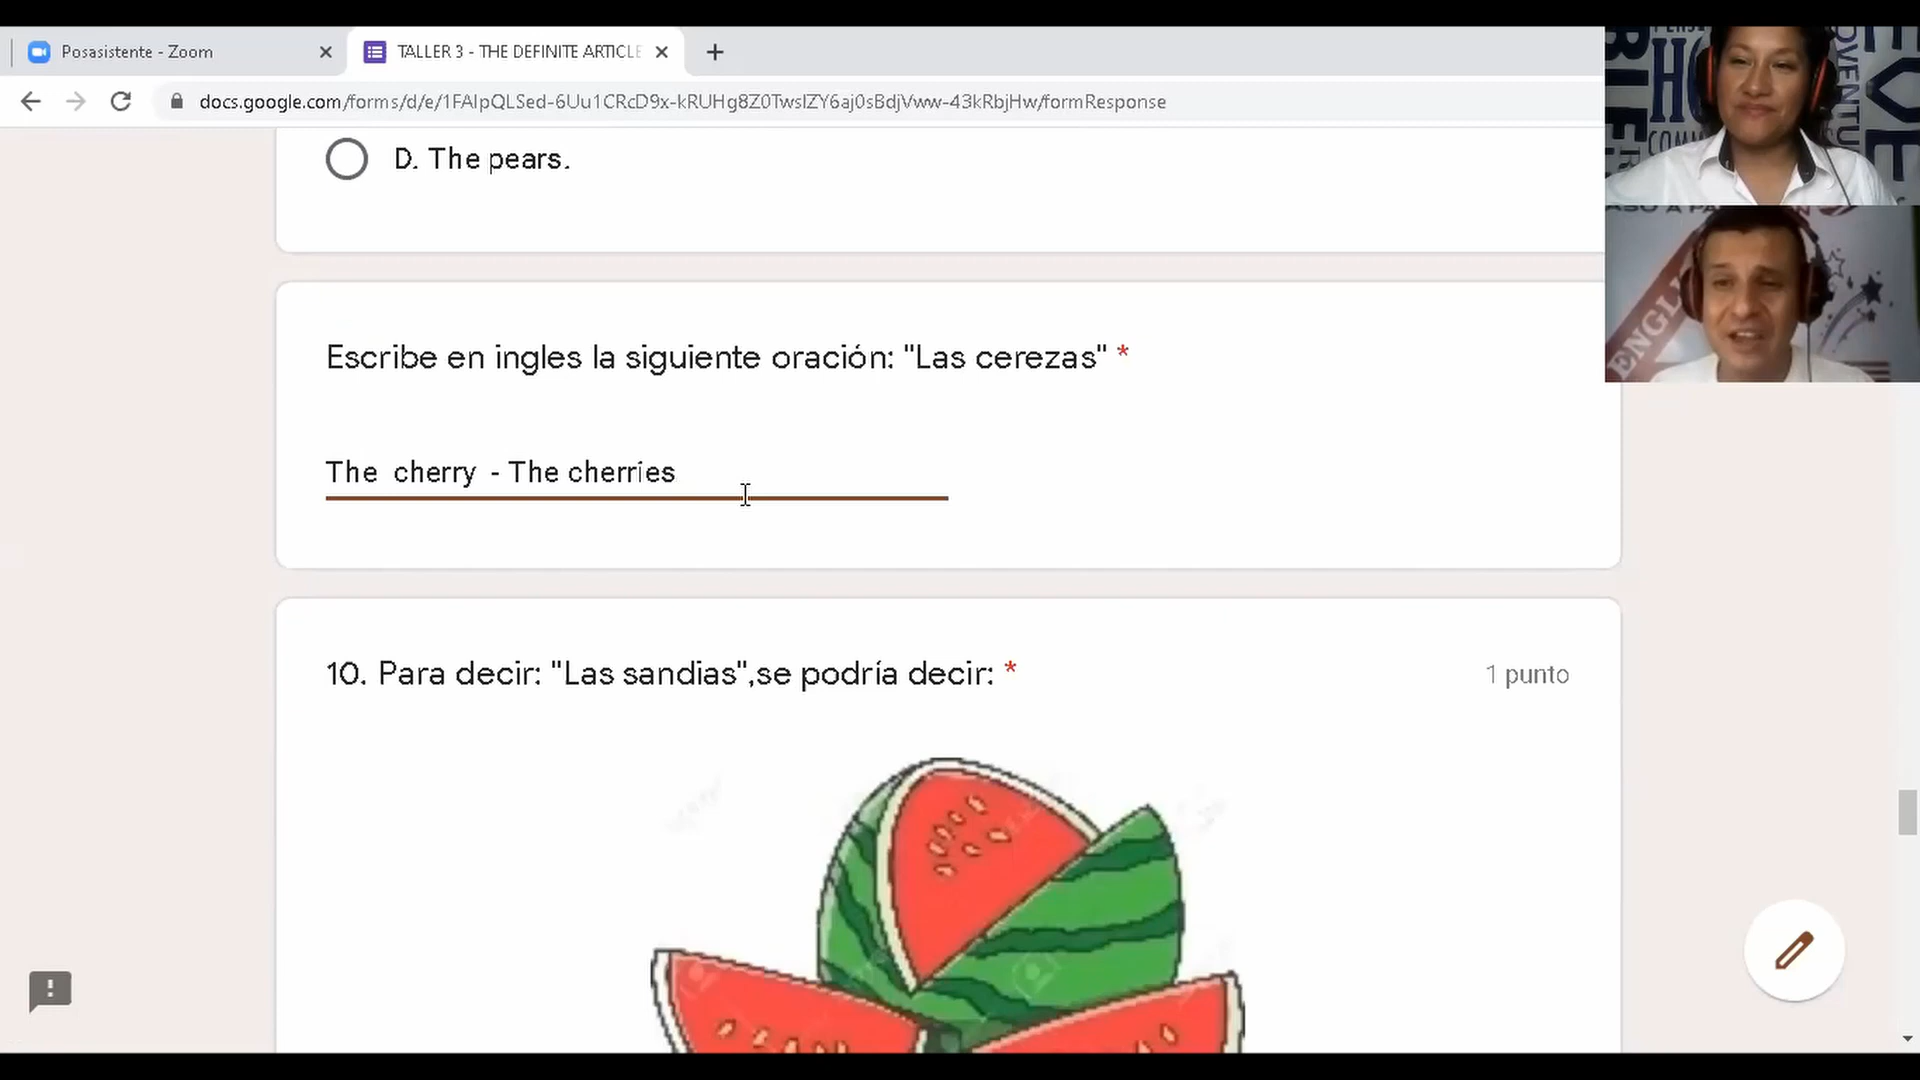 Posasistente - Zoom
TALLER 3 - THE DEFINITE ARTICLE
docs.google.com/forms/d/e/1FAIpQLSed-6Uu1CRcD9x-kRUHg8Z0TwsIZY6aj0sBdjVww-43kRbjHw/formResponse
D. The pears.
Escribe en ingles la siguiente oración: "Las cerezas" *
The cherry - The cherries
10. Para decir: "Las sandias",se podría decir: *
1 punto
ENGLI